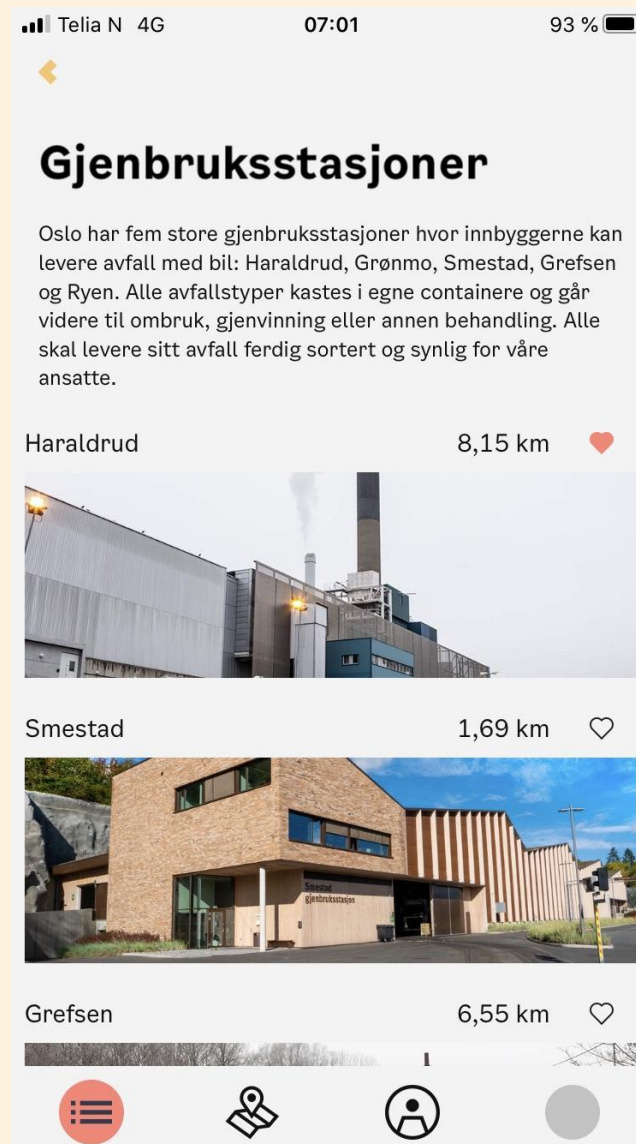 Telia N 4G 07:01 93 %
Gjenbruksstasjoner
Oslo har fem store gjenbruksstasjoner hvor innbyggerne kan
levere avfall med bil: Haraldrud, Grønmo, Smestad, Grefsen
og Ryen. Alle avfallstyper kastes i egne containere og går
videre til ombruk, gjenvinning eller annen behandling. Alle
skal levere sitt avfall ferdig sortert og synlig for våre
ansatte.
Haraldrud 8,15 km
Smestad 1,69 km
Smestad
gjenbruksstasjon
Grefsen 6,55 km